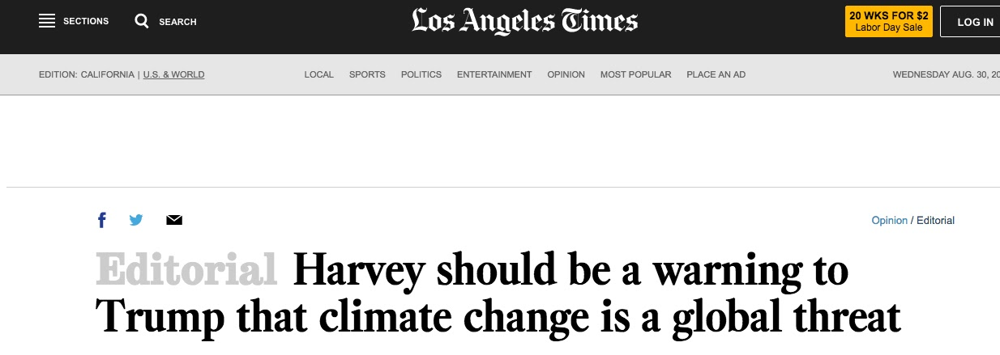 SECTIONS SEARCH Los Angeles Times 20 WKS FOR $2
Labor Day Sale
LOG IN
EDITION: CALIFORNIA | U.S. & WORLD LOCAL SPORTS POLITICS ENTERTAINMENT OPINION MOST POPULAR PLACE AN AD WEDNESDAY AUG. 30, 20
Opinion / Editorial
Editorial Harvey should be a warning to
Trump that climate change is a global threat